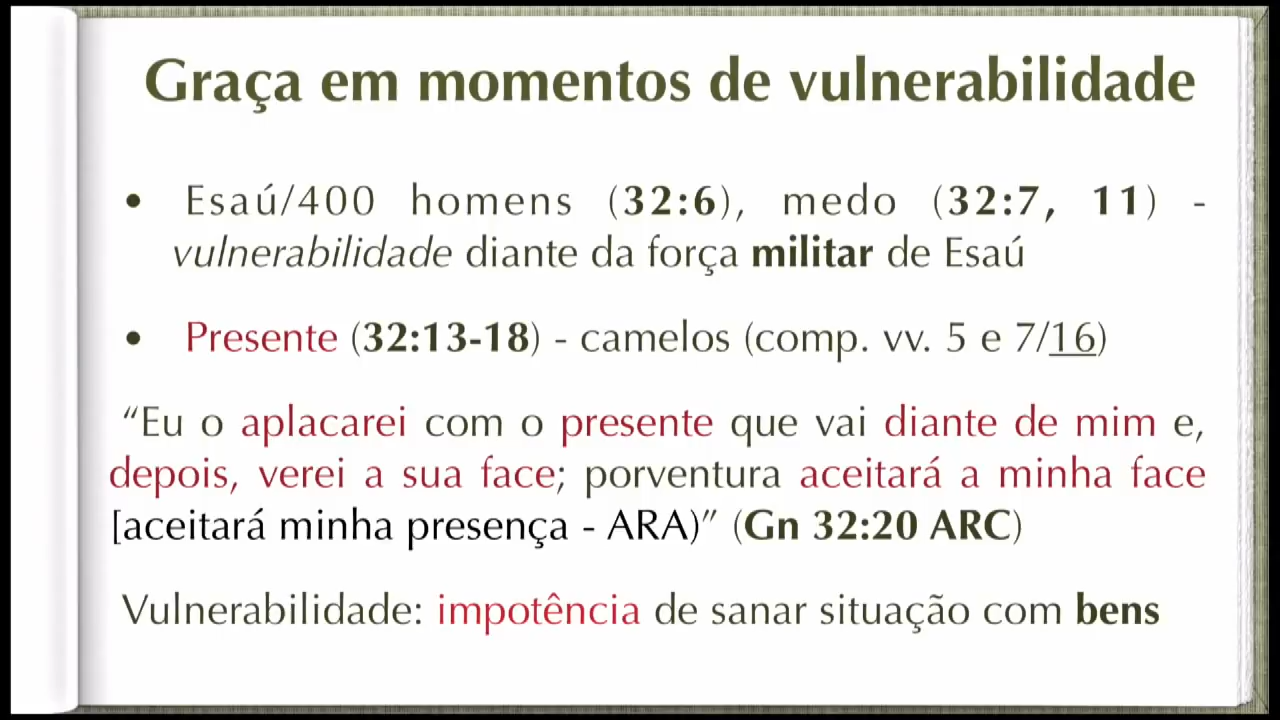 Graça em momentos de vulnerabilidade
• Esaú/400 homens (32:6), medo (32:7, 11) -
vulnerabilidade diante da força militar de Esaú
• Presente (32:13-18) - camelos (comp. vv. 5 e 7/16)
“Eu o aplacarei com o presente que vai diante de mim e,
depois, verei a sua face; porventura aceitará a minha face
[aceitará minha presença - ARA)” (Gn 32:20 ARC)
Vulnerabilidade: impotência de sanar situação com bens